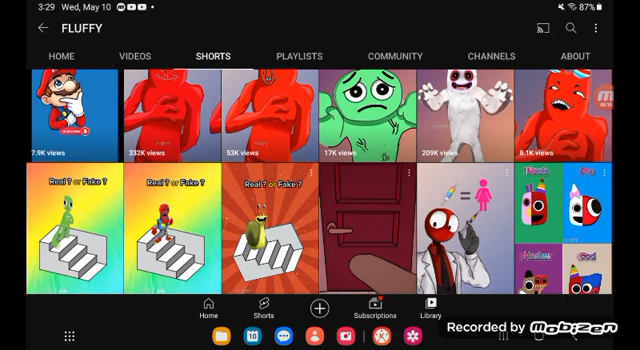 3:29 Wed, May 10
87%
FLUFFY
HOME VIDEOS SHORTS PLAYLISTS COMMUNITY CHANNELS ABOUT
7.9K views 332K views 53K views 17K views 209K views 8.1K views
Real ? or Fake ? Real ? or Fake ? Real ? or Fake ?
Home Shorts Subscriptions Library
10
Recorded by mobizen